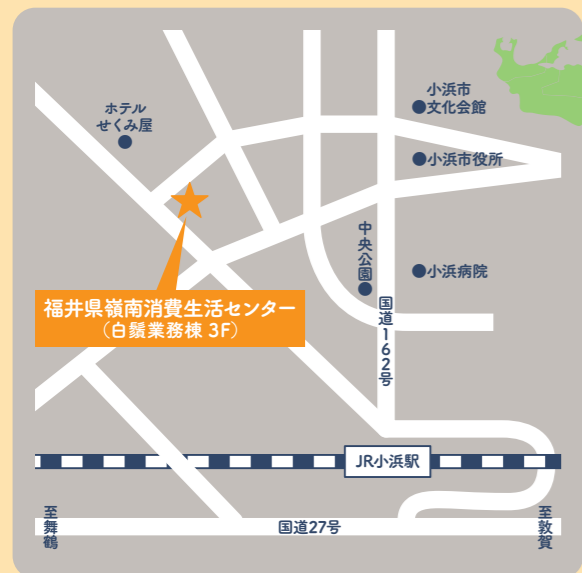 ホテル
せくみ屋
小浜市
文化会館
小浜市役所
中央公園
小浜病院
福井県嶺南消費生活センター
（白鬚業務棟 3F）
国道162号
JR小浜駅
至舞鶴
国道27号
至敦賀